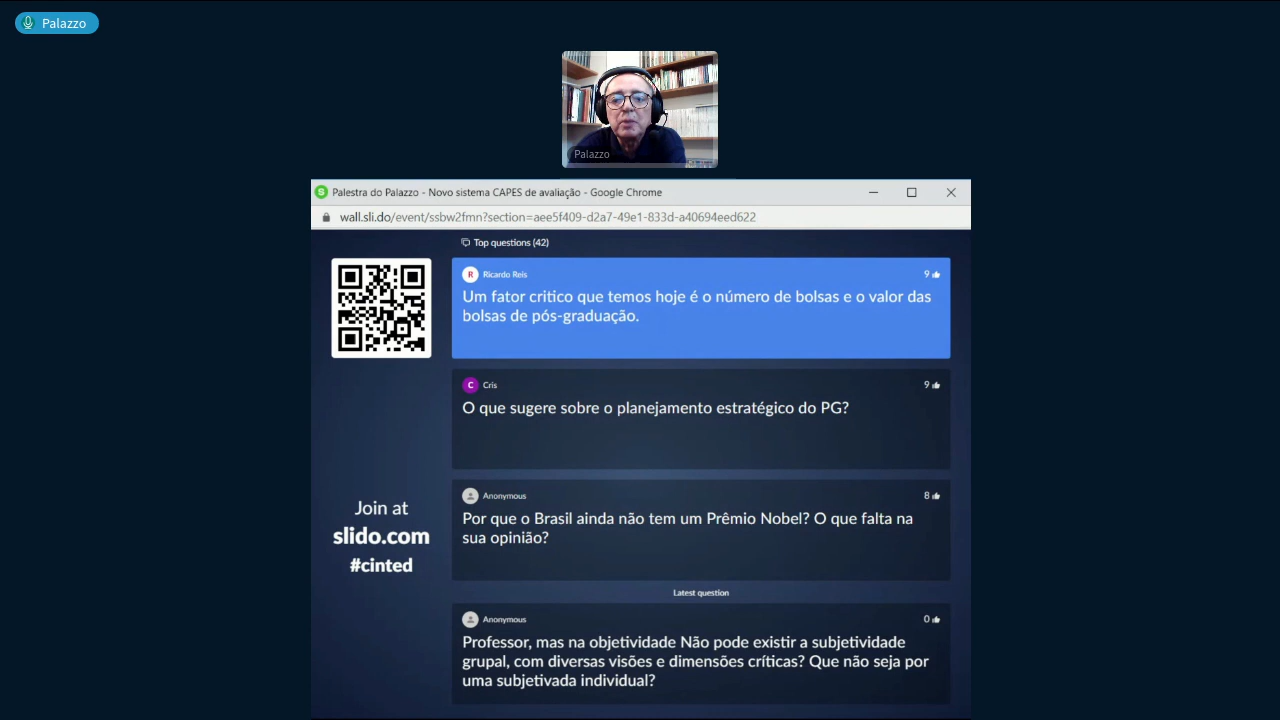 Palazzo
Palazzo
Palestra do Palazzo - Novo sistema CAPES de avaliação - Google Chrome
wall.sli.do/event/ssbw2fmn?section=aee5f409-d2a7-49e1-833d-a40694eed622
Top questions (42)
R Ricardo Reis 9
Um fator critico que temos hoje é o número de bolsas e o valor das
bolsas de pós-graduação.
C Cris 9
O que sugere sobre o planejamento estratégico do PG?
Anonymous 8
Por que o Brasil ainda não tem um Prêmio Nobel? O que falta na
sua opinião?
Join at
slido.com
#cinted
Latest question
Anonymous 0
Professor, mas na objetividade Não pode existir a subjetividade
grupal, com diversas visões e dimensões críticas? Que não seja por
uma subjetivada individual?